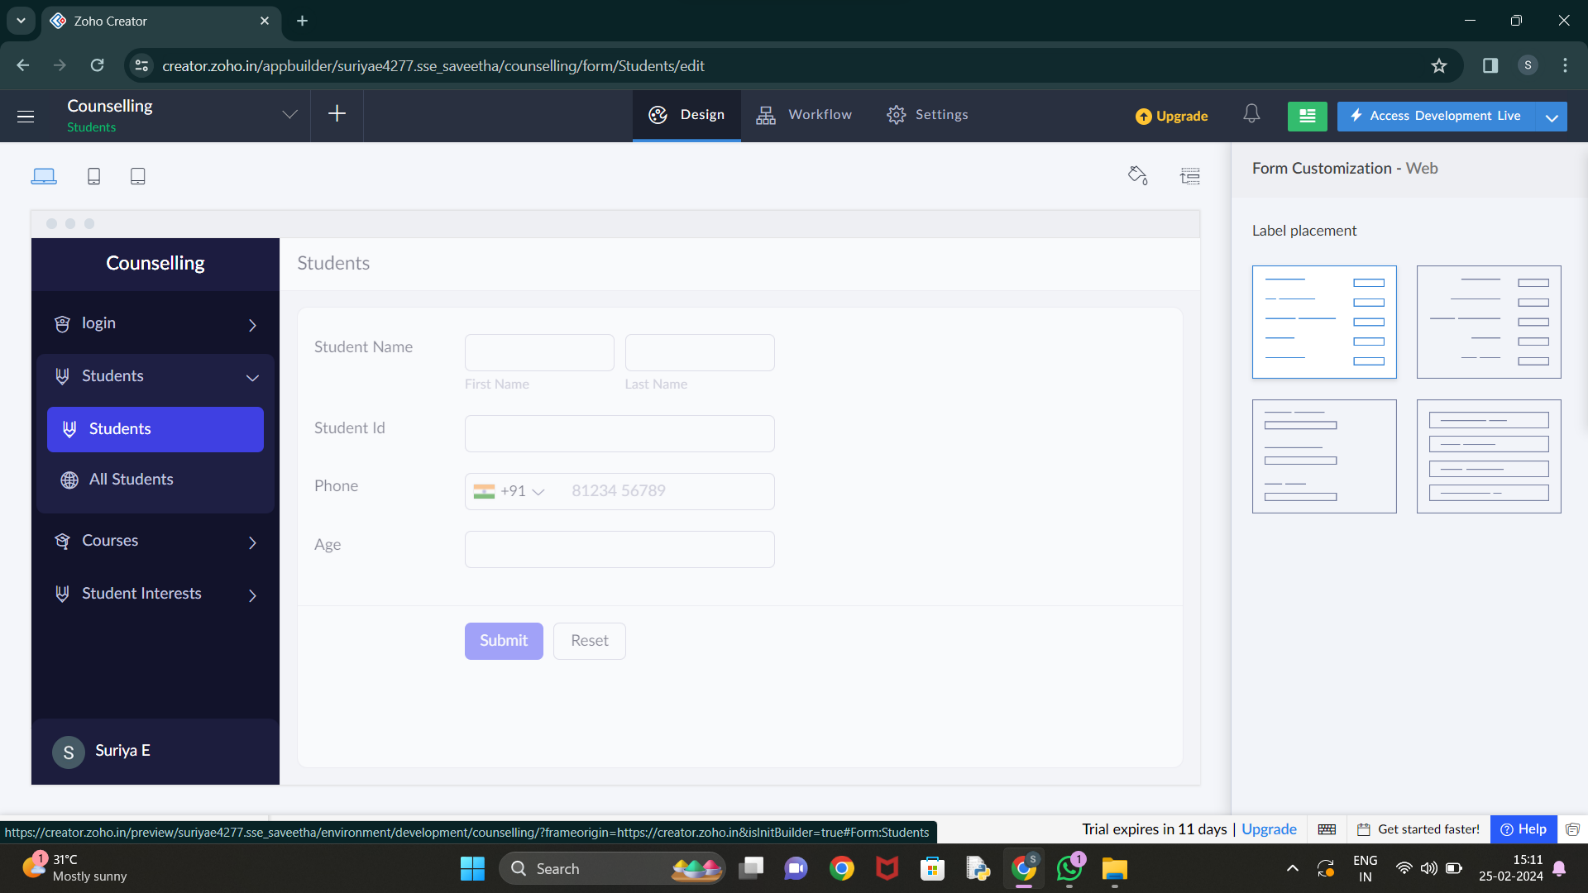 Zoho Creator
creator.zoho.in/appbuilder/suriyae4277.sse_saveetha/counselling/form/Students/edit
S
Counselling
Students
Design
Workflow
Settings
Upgrade
Access Development Live
Form Customization - Web
Label placement
Counselling
login
Students
Students
All Students
Courses
Student Interests
S
Suriya E
Students
Student Name
First Name
Last Name
Student Id
Phone
+91
81234 56789
Age
Submit
Reset
https://creator.zoho.in/preview/suriyae4277.sse_saveetha/environment/development/counselling/?frameorigin=https://creator.zoho.in&isInitBuilder=true#Form:Students
Trial expires in 11 days | Upgrade
Get started faster!
Help
1
31°C
Mostly sunny
Search
S
1
ENG
IN
15:11
25-02-2024